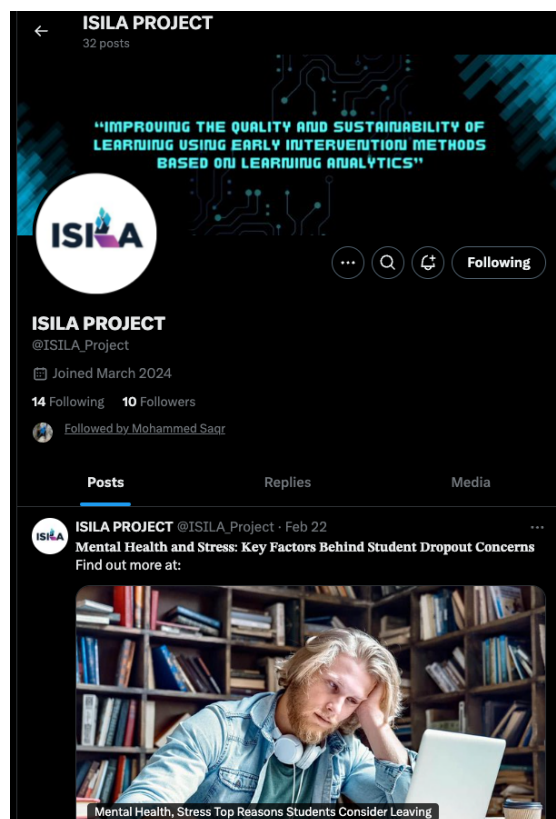 ISILA PROJECT
32 posts
“IMPROVING THE QUALITY AND SUSTAINABILITY OF
LEARNING USING EARLY INTERVENTION METHODS
BASED ON LEARNING ANALYTICS”
ISILA
Following
ISILA PROJECT
@ISILA_Project
Joined March 2024
14 Following 10 Followers
Followed by Mohammed Saqr
Posts Replies Media
ISILA
ISILA PROJECT @ISILA_Project · Feb 22
Mental Health and Stress: Key Factors Behind Student Dropout Concerns
Find out more at:
Mental Health, Stress Top Reasons Students Consider Leaving